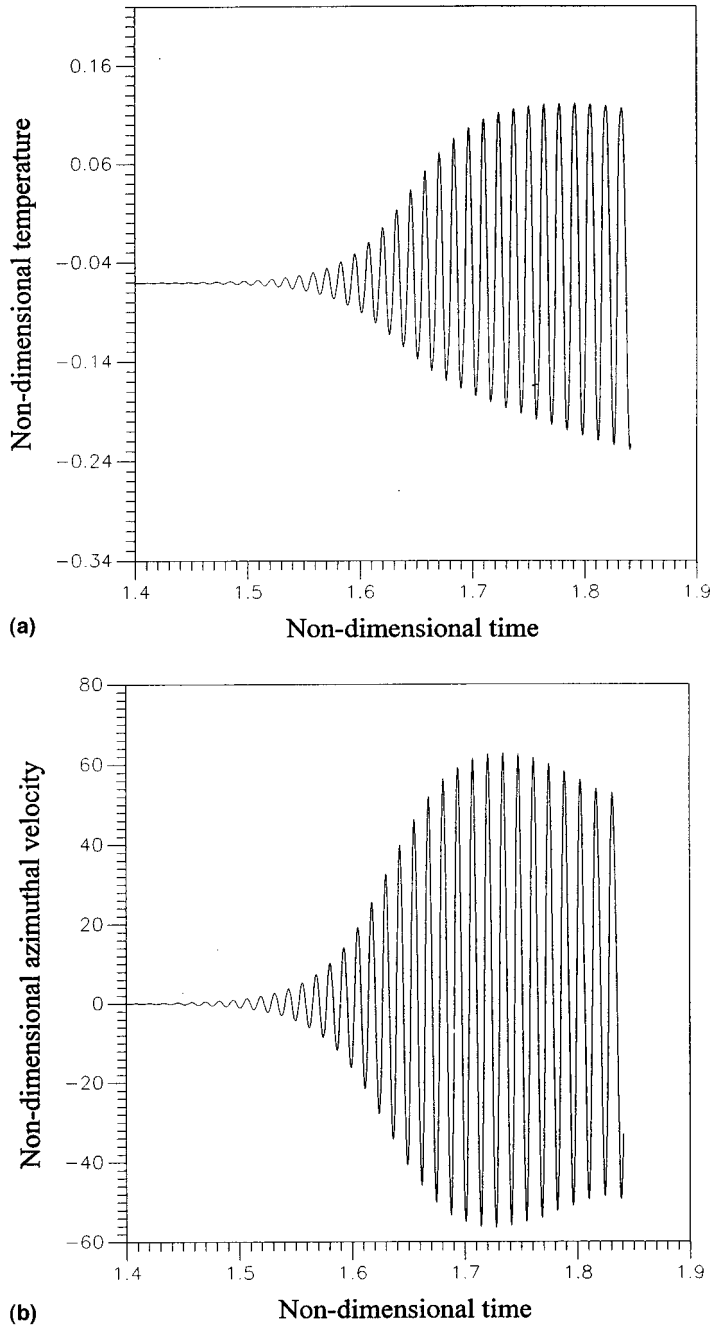 0.16
0.06
-0.04
-0.14
-0.24
-0.34
Non-dimensional temperature
1.4 1.5 1.6 1.7 1.8 1.9
(a) Non-dimensional time
80
60
40
20
0
-20
-40
-60
Non-dimensional azimuthal velocity
1.4 1.5 1.6 1.7 1.8 1.9
(b) Non-dimensional time